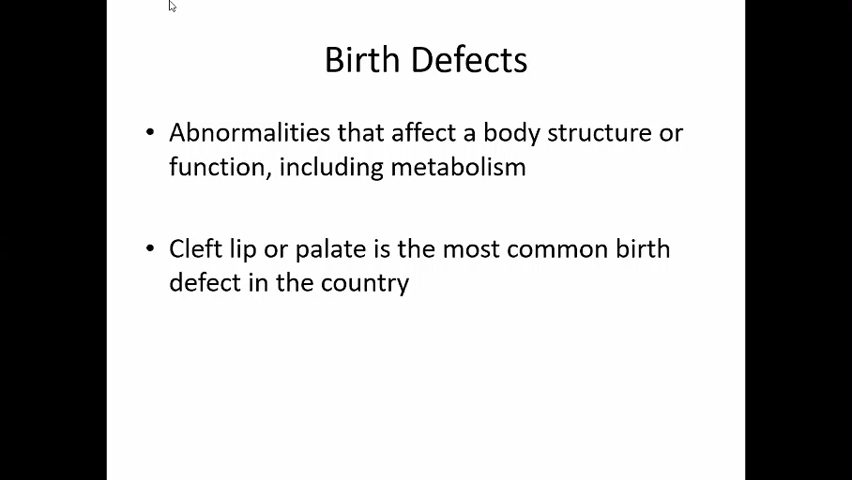 Birth Defects
• Abnormalities that affect a body structure or
function, including metabolism
• Cleft lip or palate is the most common birth
defect in the country